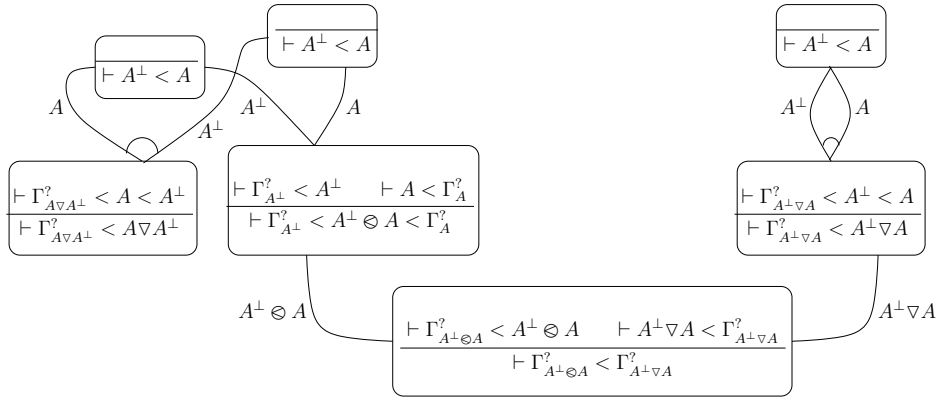 ⊢ A⊥ < A
⊢ A⊥ < A
⊢ A⊥ < A
A
A⊥
A⊥
A
A⊥
A
⊢ Γ?_{A▽A⊥} < A < A⊥
⊢ Γ?_{A▽A⊥} < A▽A⊥
⊢ Γ?_{A⊥} < A⊥ ⊢ A < Γ?_A
⊢ Γ?_{A⊥} < A⊥ ⧀ A < Γ?_A
⊢ Γ?_{A⊥▽A} < A⊥ < A
⊢ Γ?_{A⊥▽A} < A⊥▽A
A⊥ ⧀ A
A⊥▽A
⊢ Γ?_{A⊥⧀A} < A⊥ ⧀ A ⊢ A⊥▽A < Γ?_{A⊥▽A}
⊢ Γ?_{A⊥⧀A} < Γ?_{A⊥▽A}